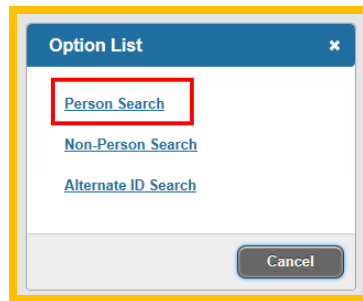 Option List ×
Person Search
Non-Person Search
Alternate ID Search
Cancel